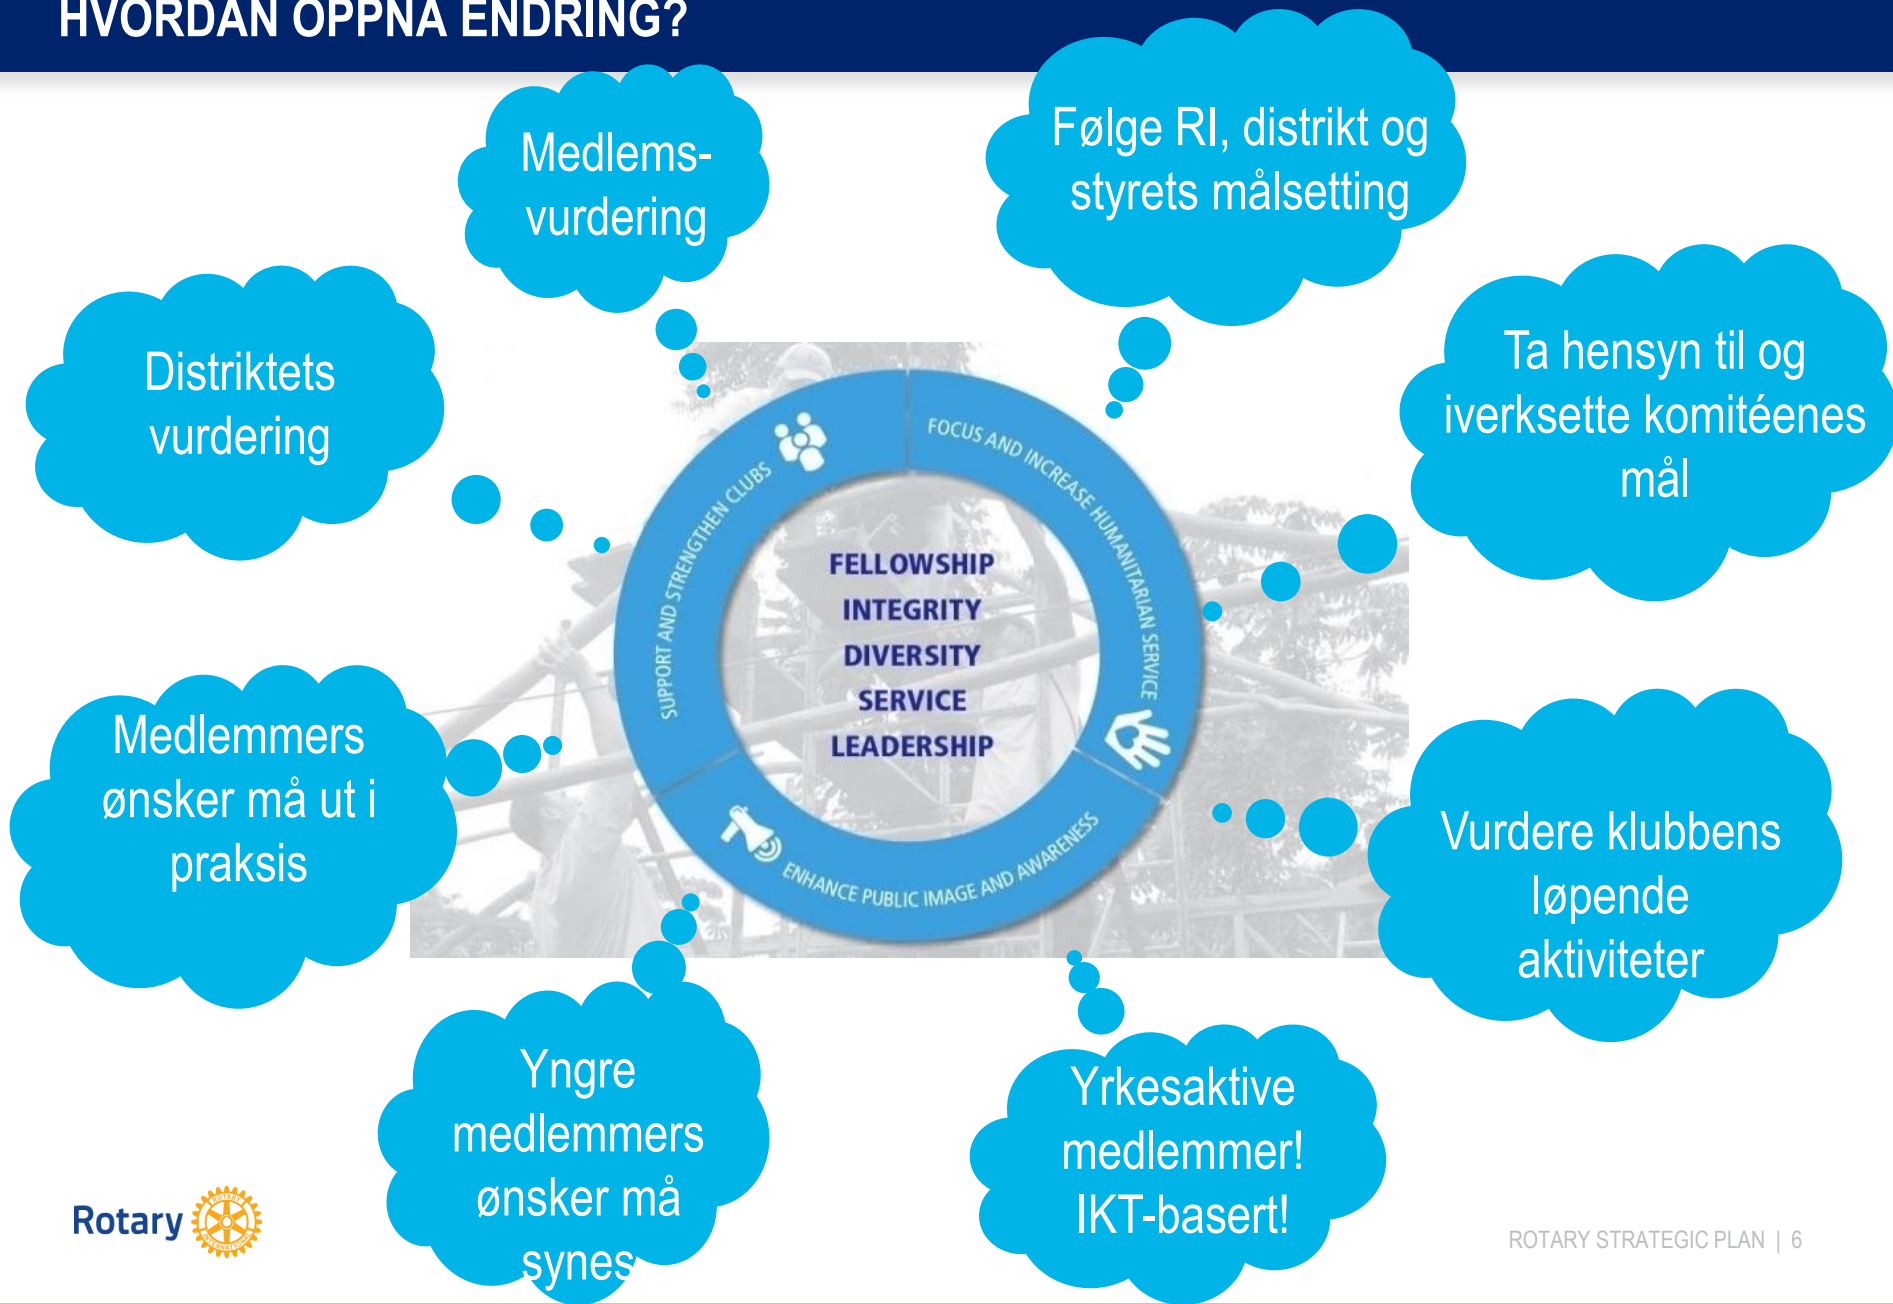 HVORDAN OPPNÅ ENDRING?
Medlems-
vurdering
Følge RI, distrikt og
styrets målsetting
Distriktets
vurdering
Ta hensyn til og
iverksette komitéenes
mål
SUPPORT AND STRENGTHEN CLUBS
FOCUS AND INCREASE HUMANITARIAN SERVICE
FELLOWSHIP
INTEGRITY
DIVERSITY
SERVICE
LEADERSHIP
ENHANCE PUBLIC IMAGE AND AWARENESS
Medlemmers
ønsker må ut i
praksis
Vurdere klubbens
løpende
aktiviteter
Yngre
medlemmers
ønsker må
synes
Yrkesaktive
medlemmer!
IKT-basert!
Rotary
ROTARY
INTERNATIONAL
ROTARY STRATEGIC PLAN | 6